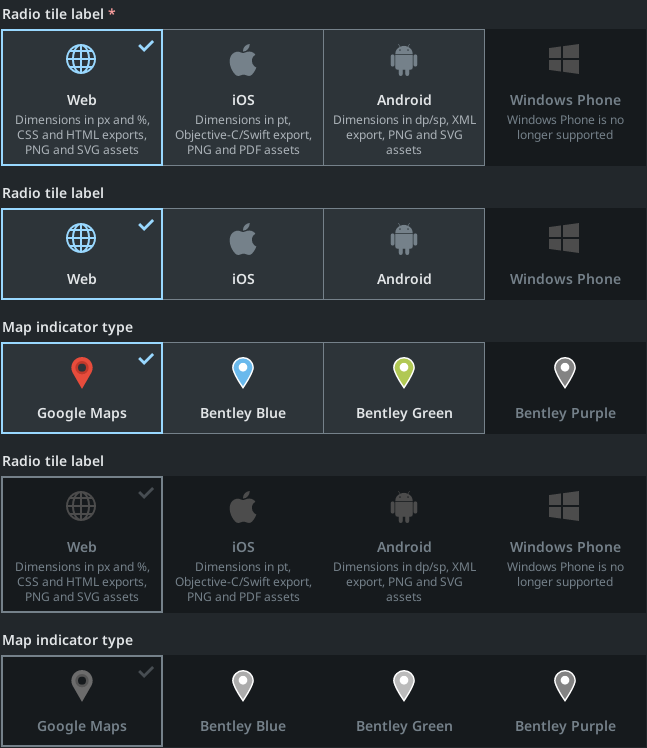 Radio tile label *
Web
Dimensions in px and %,
CSS and HTML exports,
PNG and SVG assets
iOS
Dimensions in pt,
Objective-C/Swift export,
PNG and PDF assets
Android
Dimensions in dp/sp, XML
export, PNG and SVG
assets
Windows Phone
Windows Phone is no
longer supported
Radio tile label
Web
iOS
Android
Windows Phone
Map indicator type
Google Maps
Bentley Blue
Bentley Green
Bentley Purple
Radio tile label
Web
Dimensions in px and %,
CSS and HTML exports,
PNG and SVG assets
iOS
Dimensions in pt,
Objective-C/Swift export,
PNG and PDF assets
Android
Dimensions in dp/sp, XML
export, PNG and SVG
assets
Windows Phone
Windows Phone is no
longer supported
Map indicator type
Google Maps
Bentley Blue
Bentley Green
Bentley Purple